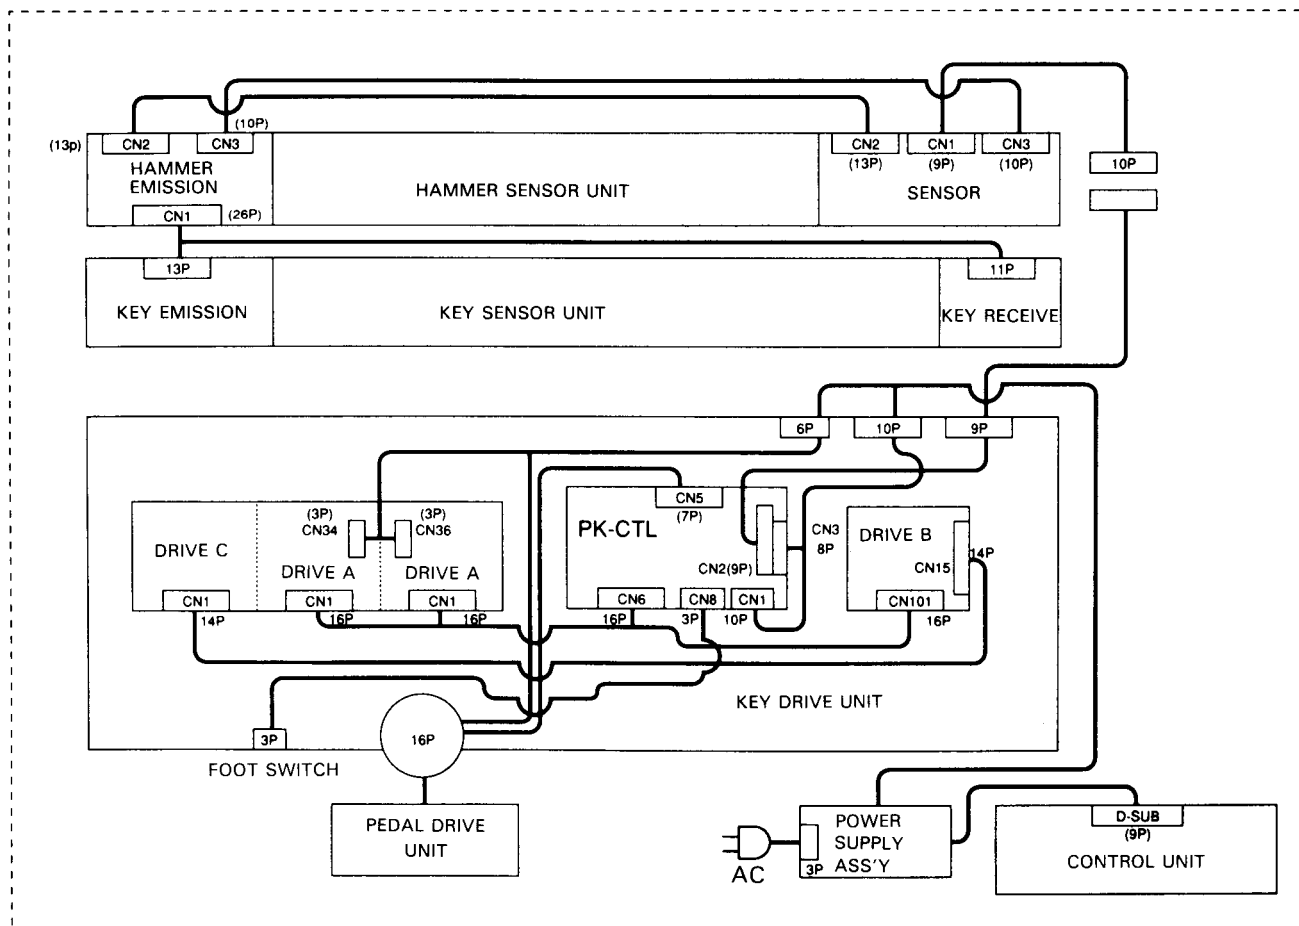 (10P)
(13p)
CN2
CN3
CN2
CN1
CN3
(13P)
(9P)
(10P)
10P
HAMMER
EMISSION
HAMMER SENSOR UNIT
SENSOR
CN1
(26P)
13P
11P
KEY EMISSION
KEY SENSOR UNIT
KEY RECEIVE
6P
10P
9P
CN5
(7P)
(3P)
CN34
(3P)
CN36
PK-CTL
CN3
8P
DRIVE B
DRIVE C
14P
CN15
CN2(9P)
DRIVE A
DRIVE A
CN1
CN1
CN1
CN6
CN8
CN1
CN101
14P
16P
16P
16P
3P
10P
16P
KEY DRIVE UNIT
3P
16P
FOOT SWITCH
PEDAL DRIVE
UNIT
POWER
SUPPLY
ASS'Y
3P
AC
D-SUB
(9P)
CONTROL UNIT